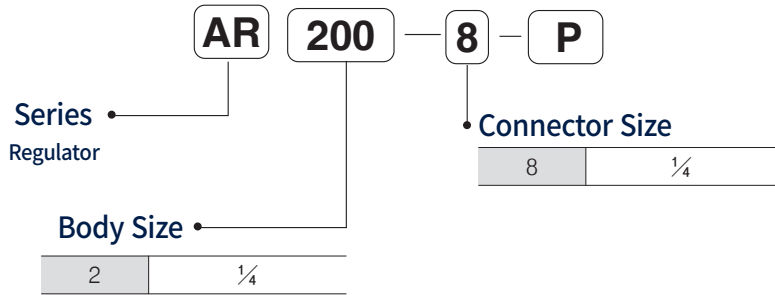 AR 200 — 8 – P
Series
Regulator
Connector Size
8 ¼
Body Size
2 ¼